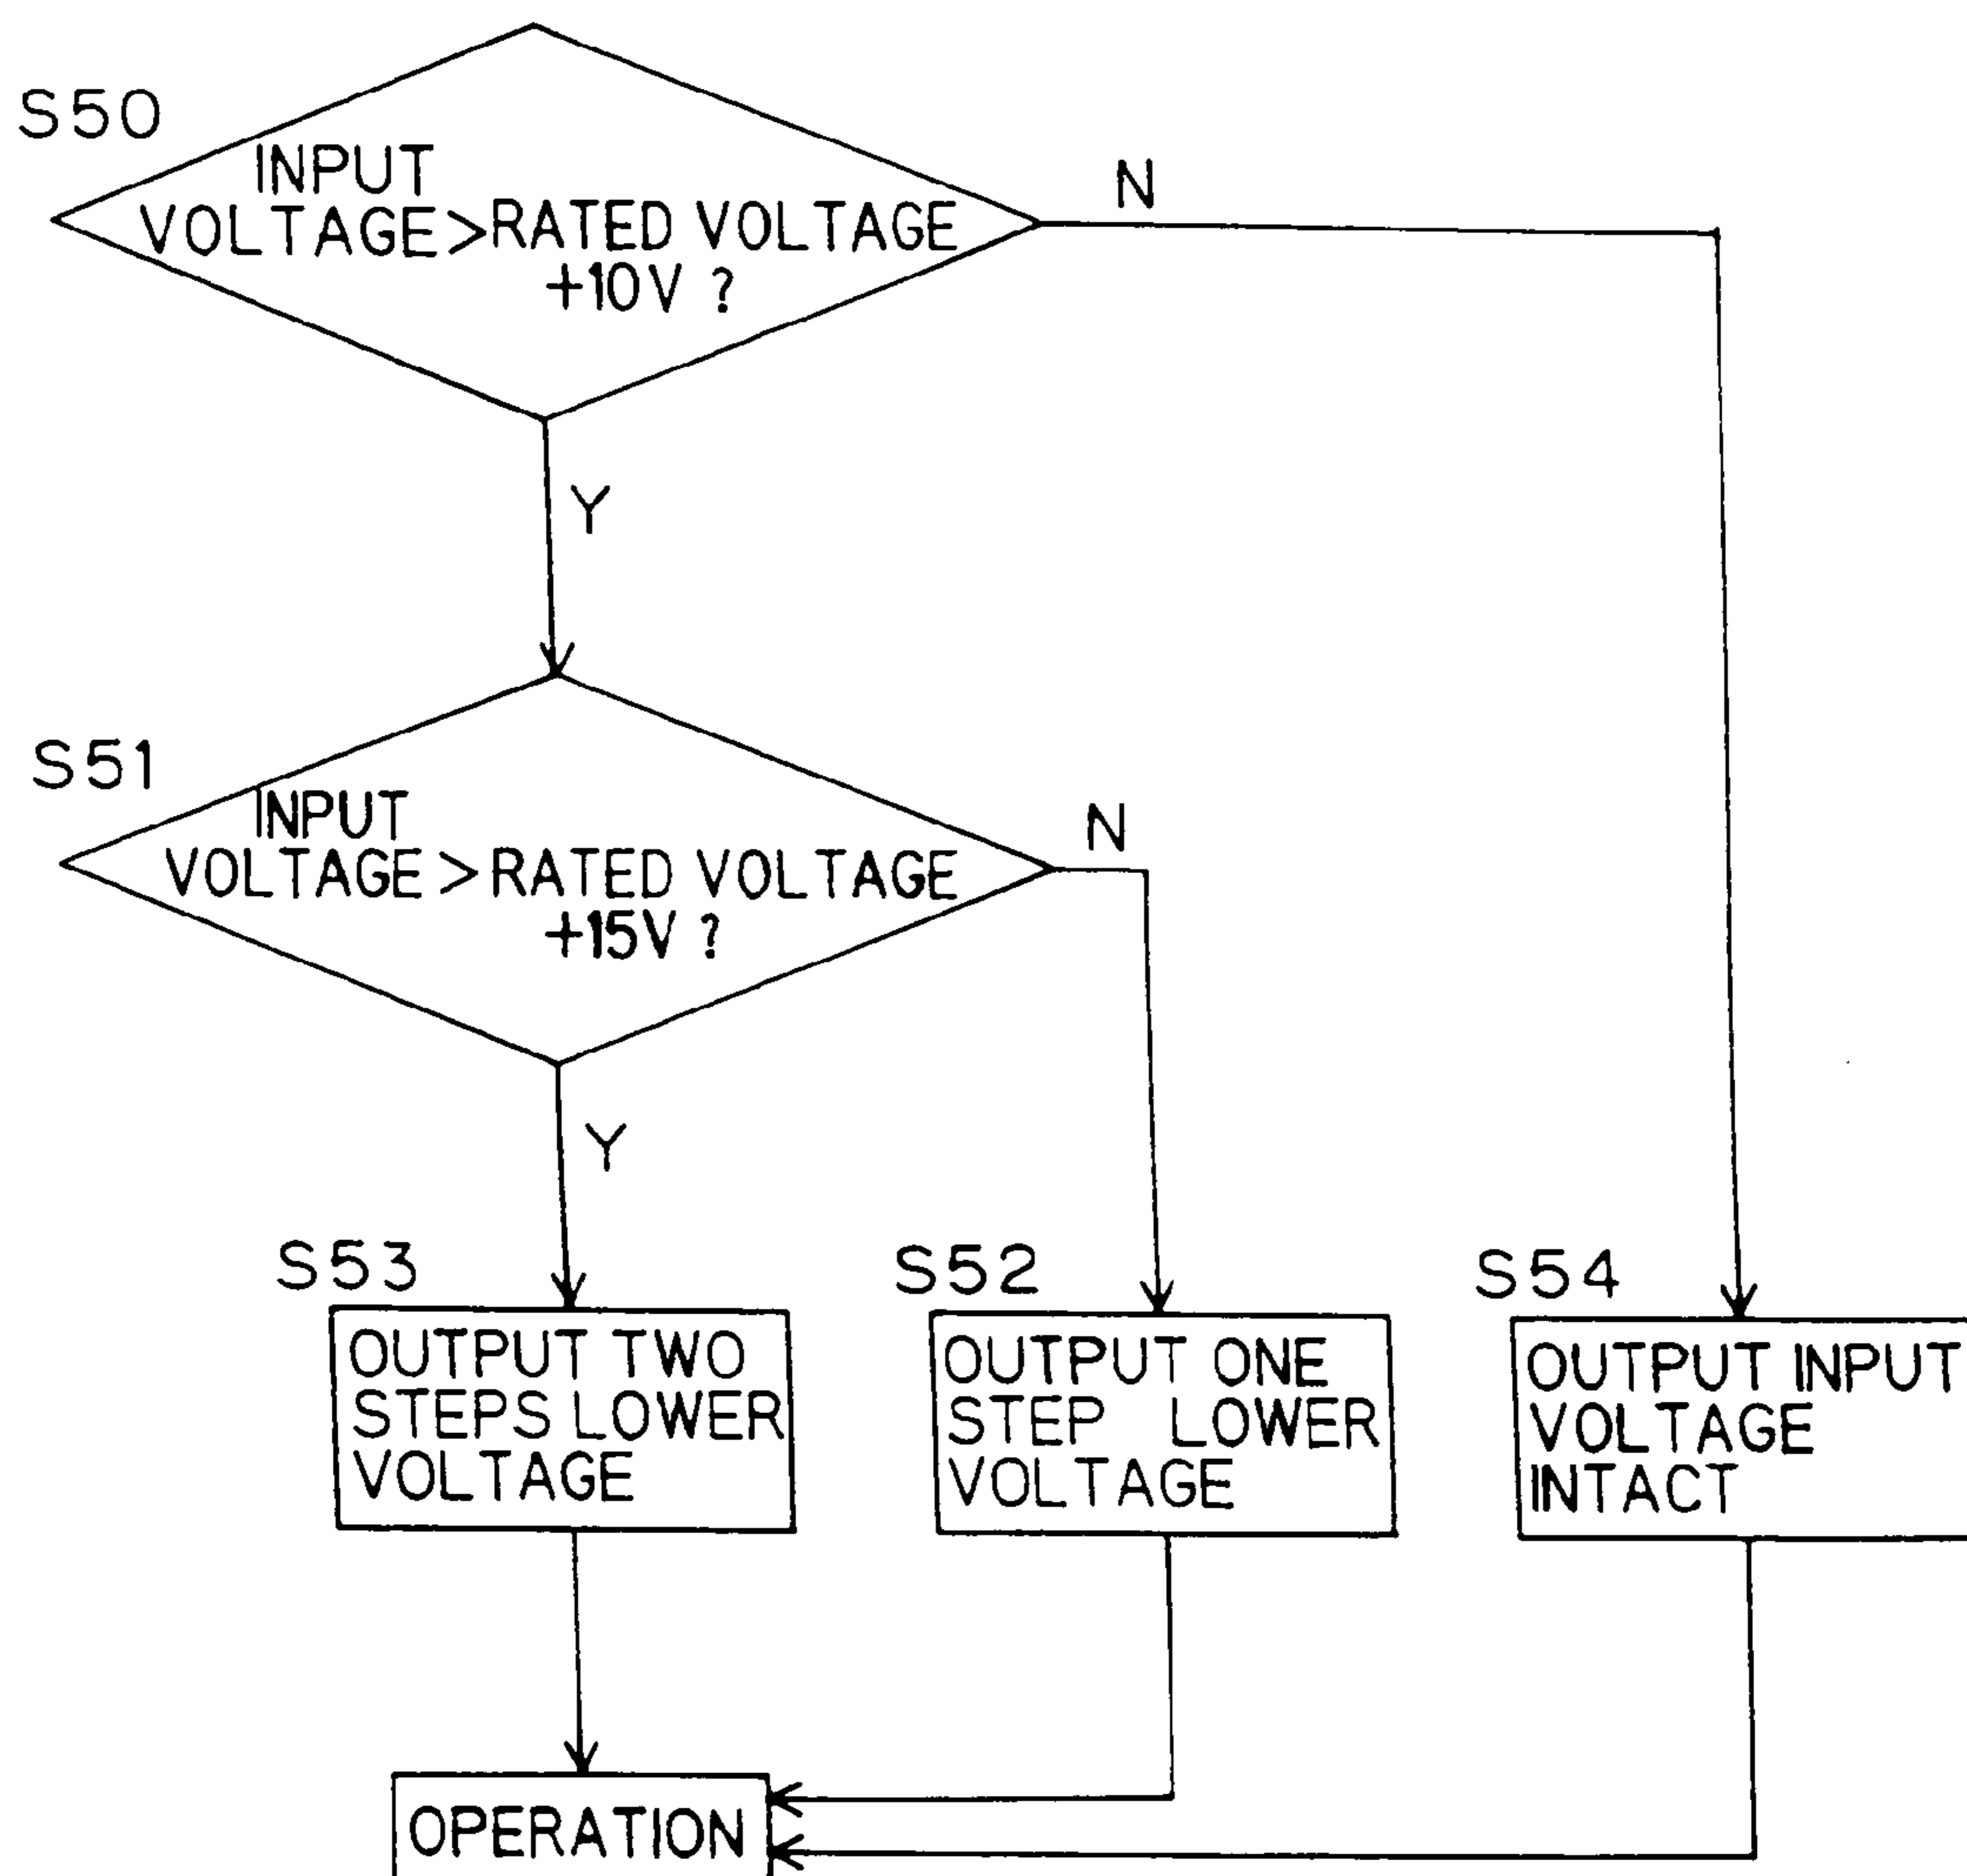 S50
INPUT
VOLTAGE>RATED VOLTAGE
+10V ?
N
Y
S51
INPUT
VOLTAGE>RATED VOLTAGE
+15V ?
N
Y
S53
OUTPUT TWO
STEPS LOWER
VOLTAGE
S52
OUTPUT ONE
STEP LOWER
VOLTAGE
S54
OUTPUT INPUT
VOLTAGE
INTACT
OPERATION